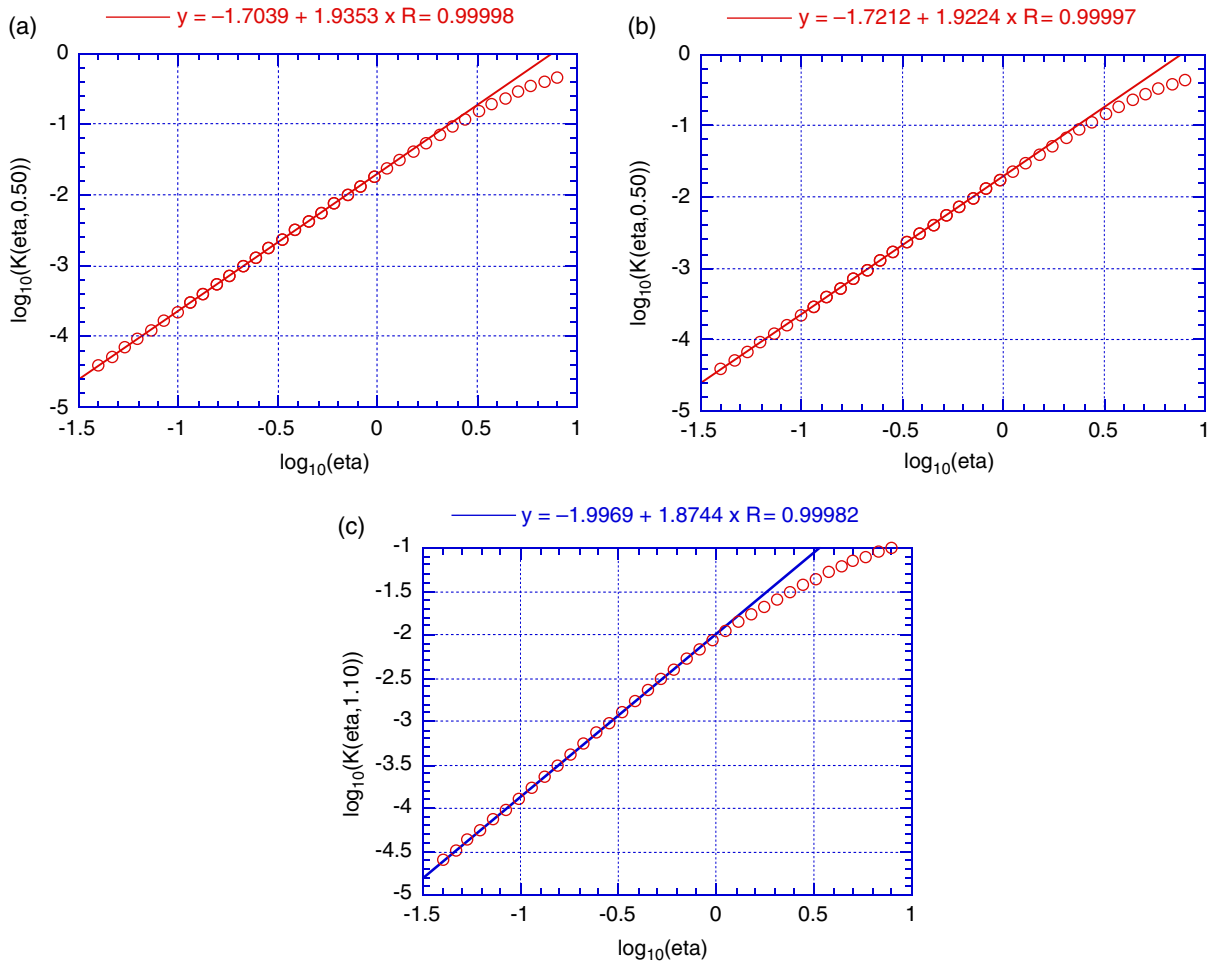 (a)
y = –1.7039 + 1.9353 x R= 0.99998
0
-1
-2
-3
-4
-5
-1.5 -1 -0.5 0 0.5 1
log10(K(eta,0.50))
log10(eta)
(b)
y = –1.7212 + 1.9224 x R= 0.99997
0
-1
-2
-3
-4
-5
-1.5 -1 -0.5 0 0.5 1
log10(K(eta,0.50))
log10(eta)
(c)
y = –1.9969 + 1.8744 x R= 0.99982
-1
-1.5
-2
-2.5
-3
-3.5
-4
-4.5
-5
-1.5 -1 -0.5 0 0.5 1
log10(K(eta,1.10))
log10(eta)